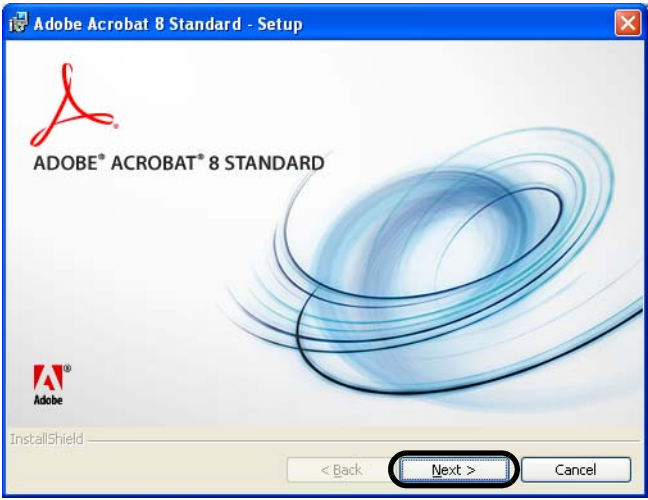 Adobe Acrobat 8 Standard - Setup
ADOBE® ACROBAT® 8 STANDARD
Adobe
InstallShield
< Back Next > Cancel